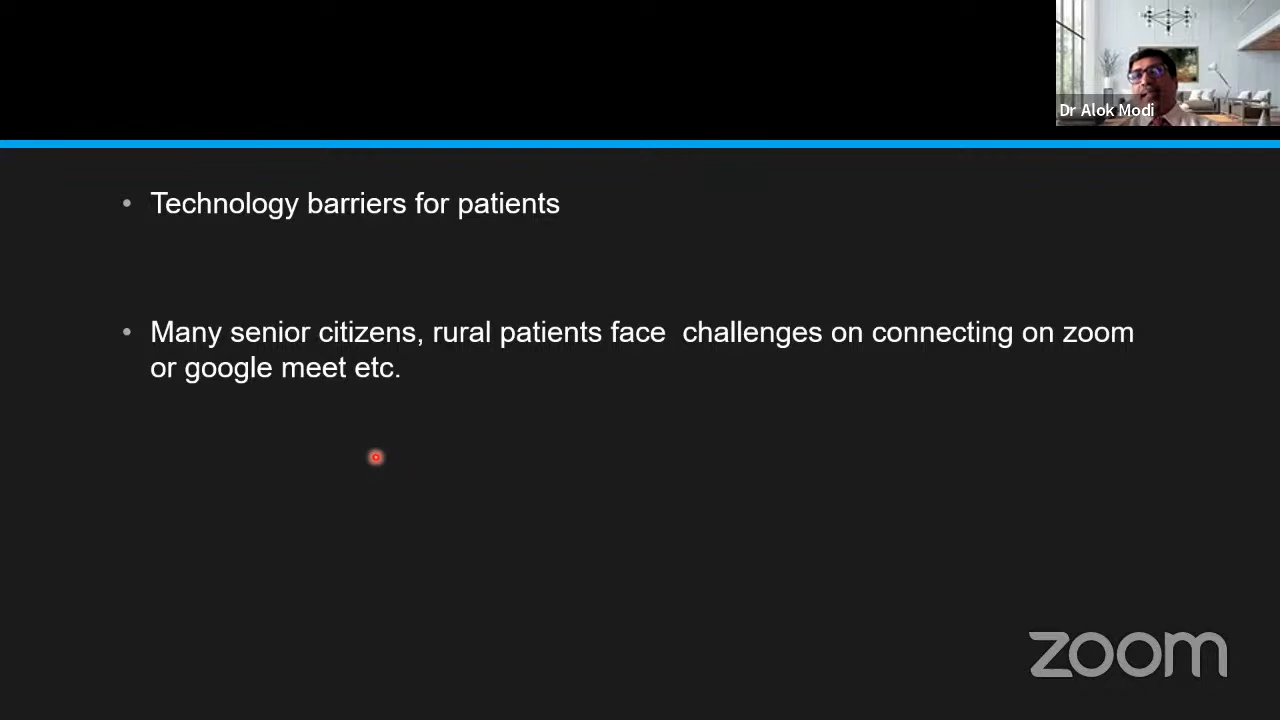 Dr Alok Modi
• Technology barriers for patients
• Many senior citizens, rural patients face  challenges on connecting on zoom
or google meet etc.
zoom